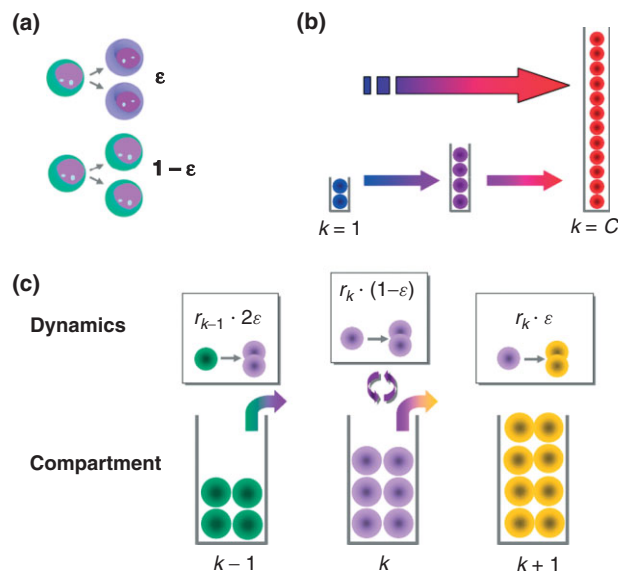 (a)
ε
1 – ε
(b)
k = 1
k = C
(c)
Dynamics
r_{k–1} · 2ε
r_k · (1–ε)
r_k · ε
Compartment
k – 1
k
k + 1